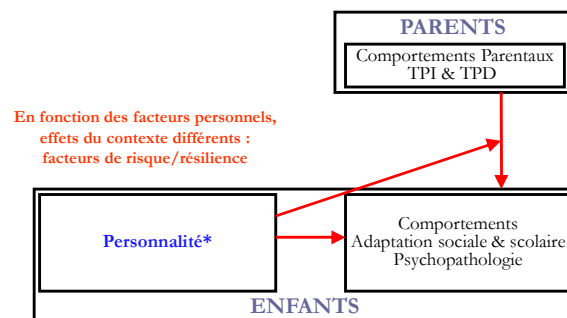 PARENTS
Comportements Parentaux
TPI & TPD
En fonction des facteurs personnels,
effets du contexte différents :
facteurs de risque/résilience
Personnalité*
Comportements
Adaptation sociale & scolaire
Psychopathologie
ENFANTS